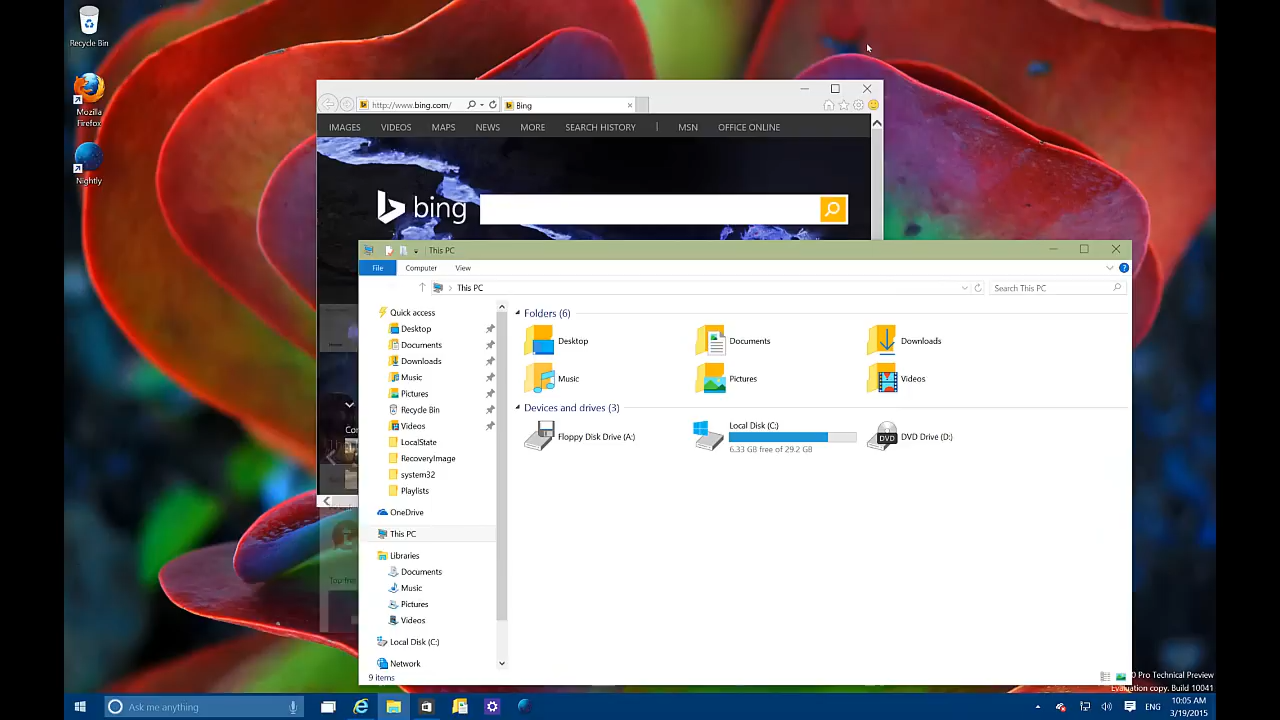 Recycle Bin
Mozilla
Firefox
Nightly
http://www.bing.com/
Bing
IMAGES VIDEOS MAPS NEWS MORE SEARCH HISTORY | MSN OFFICE ONLINE
bing
This PC
File Computer View
This PC
Search This PC
Quick access
Desktop
Documents
Downloads
Music
Pictures
Recycle Bin
Videos
LocalState
RecoveryImage
system32
Playlists
OneDrive
This PC
Libraries
Documents
Music
Pictures
Videos
Local Disk (C:)
Network
9 items
Folders (6)
Desktop
Documents
Downloads
Music
Pictures
Videos
Devices and drives (3)
Floppy Disk Drive (A:)
Local Disk (C:)
6.33 GB free of 29.2 GB
DVD
DVD Drive (D:)
Pro Technical Preview
Evaluation copy. Build 10041
Ask me anything
ENG
10:05 AM
3/19/2015